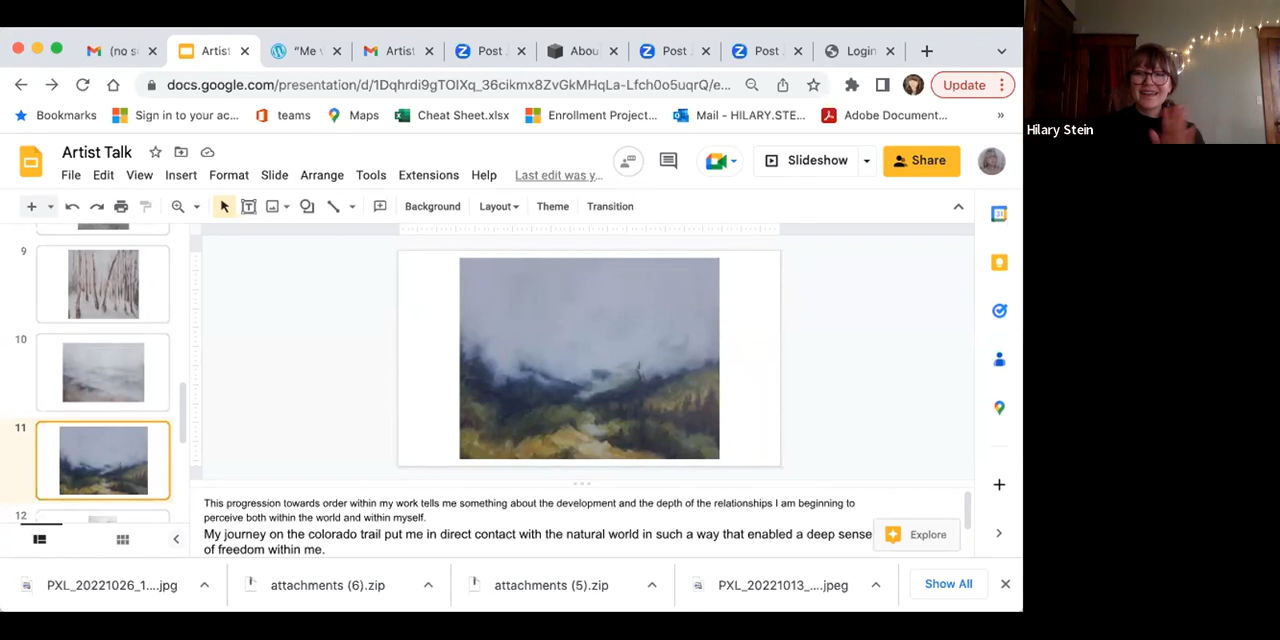 (no s
Artist
"Me v
Artist
Post
Abou
Post
Post
Login
docs.google.com/presentation/d/1Dqhrdi9gTOiXq_36cikmx8ZvGkMHqLa-Lfch0o5uqrQ/e...
Update
Bookmarks
Sign in to your ac...
teams
Maps
Cheat Sheet.xlsx
Enrollment Project...
Mail - HILARY.STE...
Adobe Document...
»
Hilary Stein
Artist Talk
Slideshow
Share
File Edit View Insert Format Slide Arrange Tools Extensions Help Last edit was y...
Background Layout Theme Transition
9
10
11
12
This progression towards order within my work tells me something about the development and the depth of the relationships I am beginning to
perceive both within the world and within myself.
My journey on the colorado trail put me in direct contact with the natural world in such a way that enabled a deep sense
of freedom within me.
Explore
PXL_20221026_1....jpg
attachments (6).zip
attachments (5).zip
PXL_20221013_....jpeg
Show All